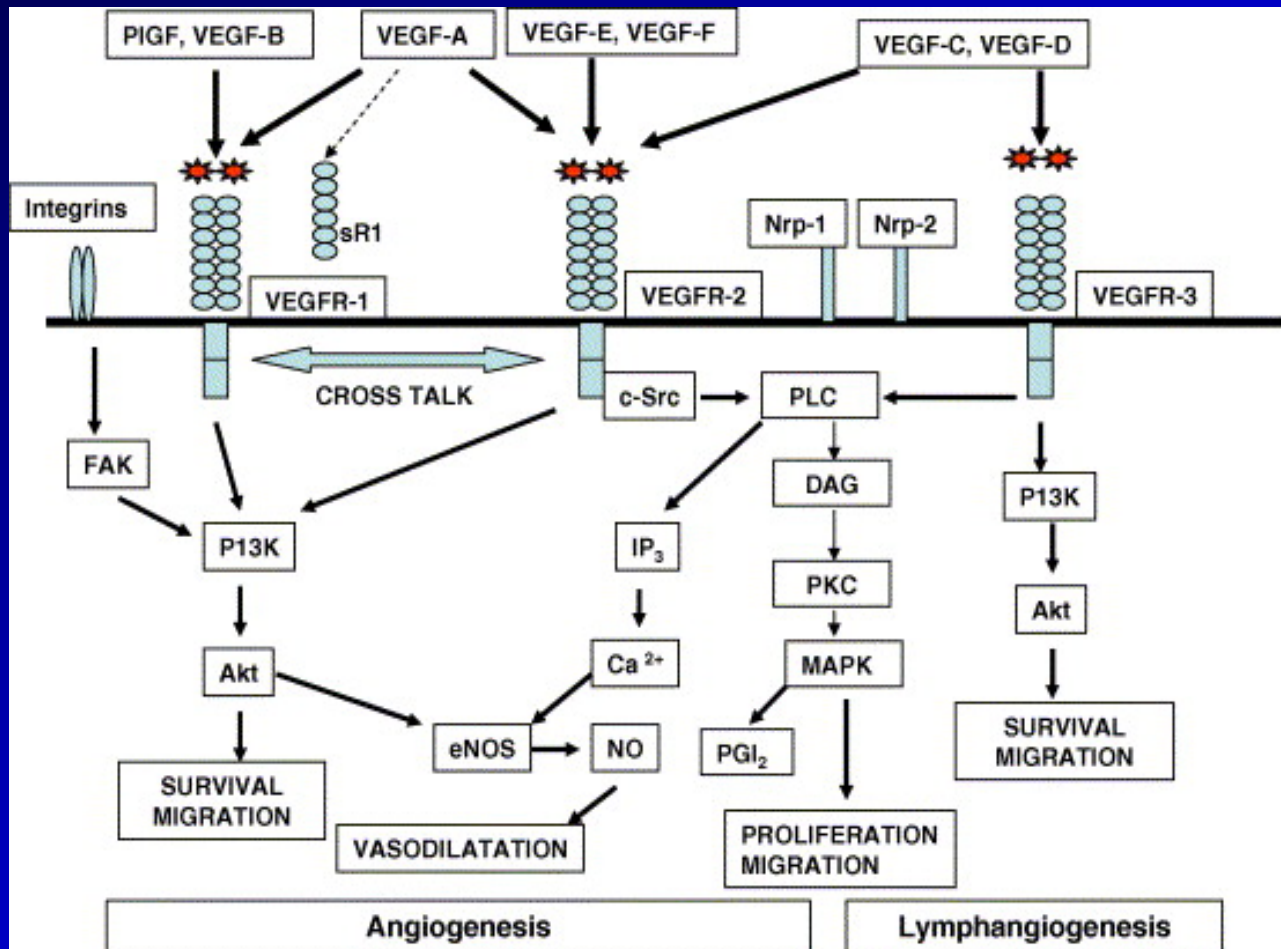 PIGF, VEGF-B
VEGF-A
VEGF-E, VEGF-F
VEGF-C, VEGF-D
Integrins
sR1
Nrp-1
Nrp-2
VEGFR-1
VEGFR-2
VEGFR-3
CROSS TALK
c-Src
PLC
FAK
DAG
P13K
P13K
IP₃
PKC
Akt
Akt
Ca ²⁺
MAPK
eNOS
NO
PGI₂
SURVIVAL
MIGRATION
SURVIVAL
MIGRATION
VASODILATATION
PROLIFERATION
MIGRATION
Angiogenesis
Lymphangiogenesis